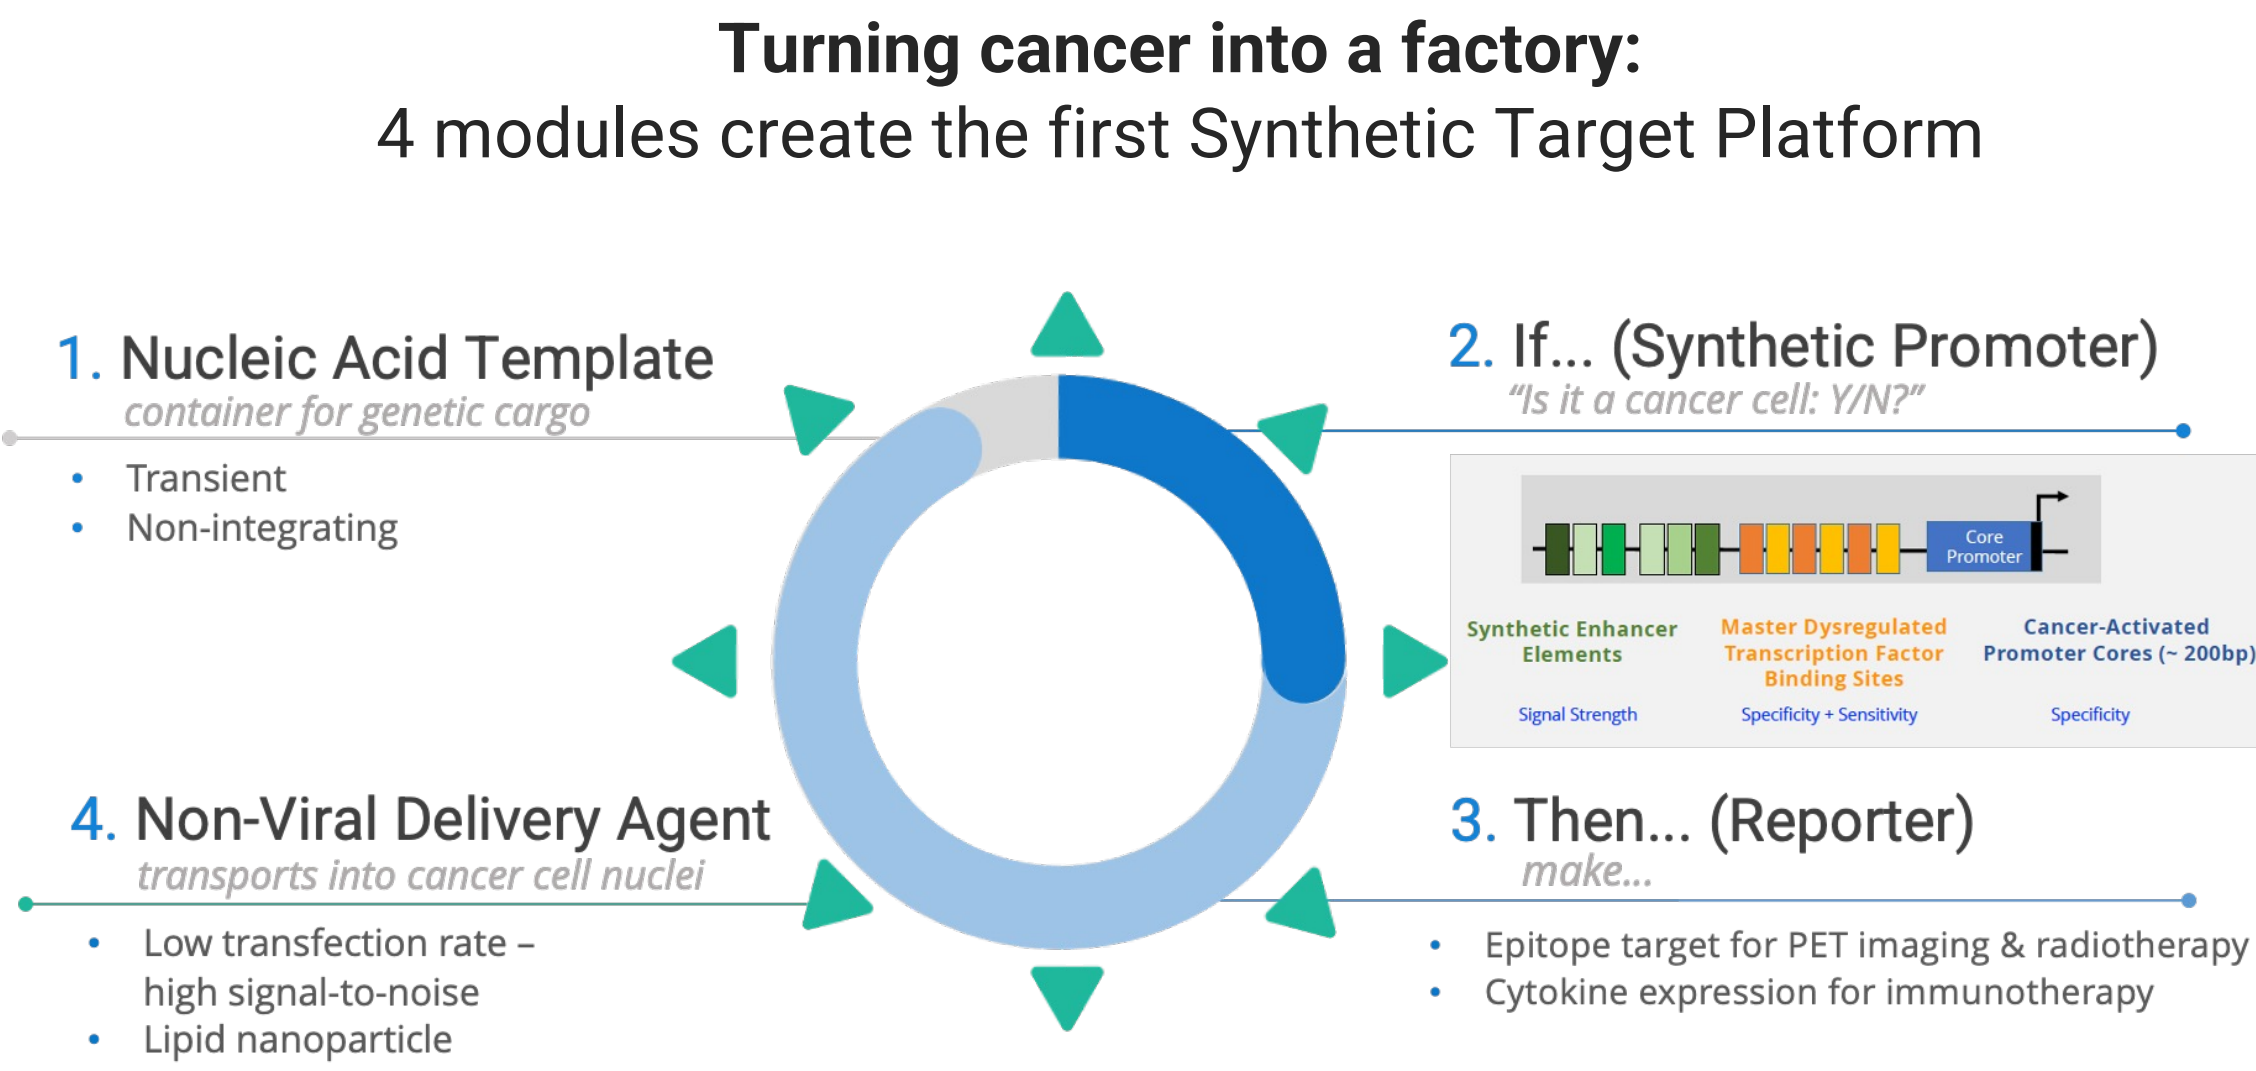 Turning cancer into a factory:
4 modules create the first Synthetic Target Platform
1. Nucleic Acid Template
container for genetic cargo
• Transient
• Non-integrating
2. If... (Synthetic Promoter)
“Is it a cancer cell: Y/N?”
Core
Promoter
Synthetic Enhancer
Elements
Signal Strength
Master Dysregulated
Transcription Factor
Binding Sites
Specificity + Sensitivity
Cancer-Activated
Promoter Cores (~ 200bp)
Specificity
3. Then... (Reporter)
make...
• Epitope target for PET imaging & radiotherapy
• Cytokine expression for immunotherapy
4. Non-Viral Delivery Agent
transports into cancer cell nuclei
• Low transfection rate –
high signal-to-noise
• Lipid nanoparticle